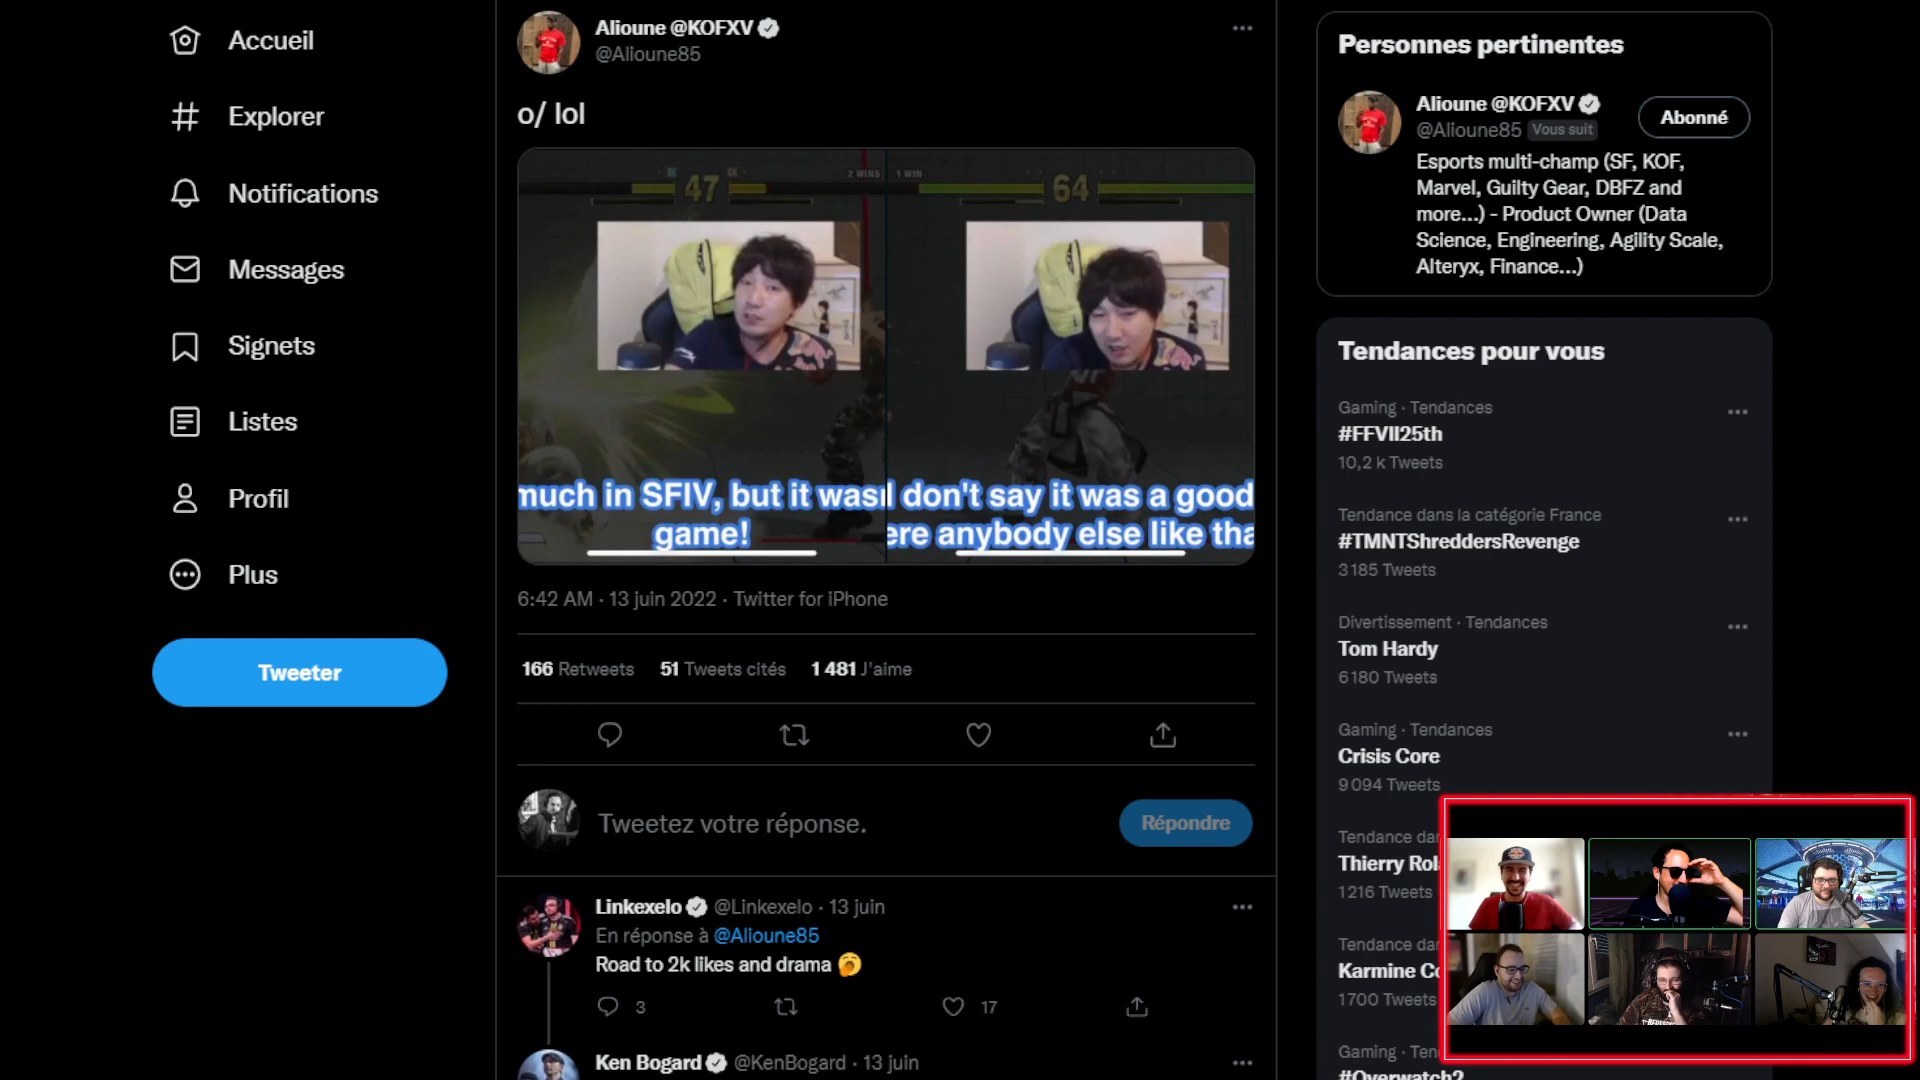 Accueil
Explorer
Notifications
Messages
Signets
Listes
Profil
Plus
Tweeter
Alioune @KOFXV
@Alioune85
o/ lol
47
2 WINS
1 WIN
64
much in SFIV, but it was
game!
don't say it was a good
ere anybody else like tha
6:42 AM · 13 juin 2022 · Twitter for iPhone
166 Retweets 51 Tweets cités 1 481 J'aime
Tweetez votre réponse.
Répondre
Linkexelo @Linkexelo · 13 juin
En réponse à @Alioune85
Road to 2k likes and drama
3
17
Ken Bogard @KenBogard · 13 juin
Personnes pertinentes
Alioune @KOFXV
@Alioune85 Vous suit
Abonné
Esports multi-champ (SF, KOF,
Marvel, Guilty Gear, DBFZ and
more...) - Product Owner (Data
Science, Engineering, Agility Scale,
Alteryx, Finance...)
Tendances pour vous
Gaming · Tendances
#FFVII25th
10,2 k Tweets
Tendance dans la catégorie France
#TMNTShreddersRevenge
3185 Tweets
Divertissement · Tendances
Tom Hardy
6180 Tweets
Gaming · Tendances
Crisis Core
9 094 Tweets
Tendance dan
Thierry Rol
1216 Tweets
Tendance dan
Karmine Co
1700 Tweets
Gaming · Ten
#Overwatch2